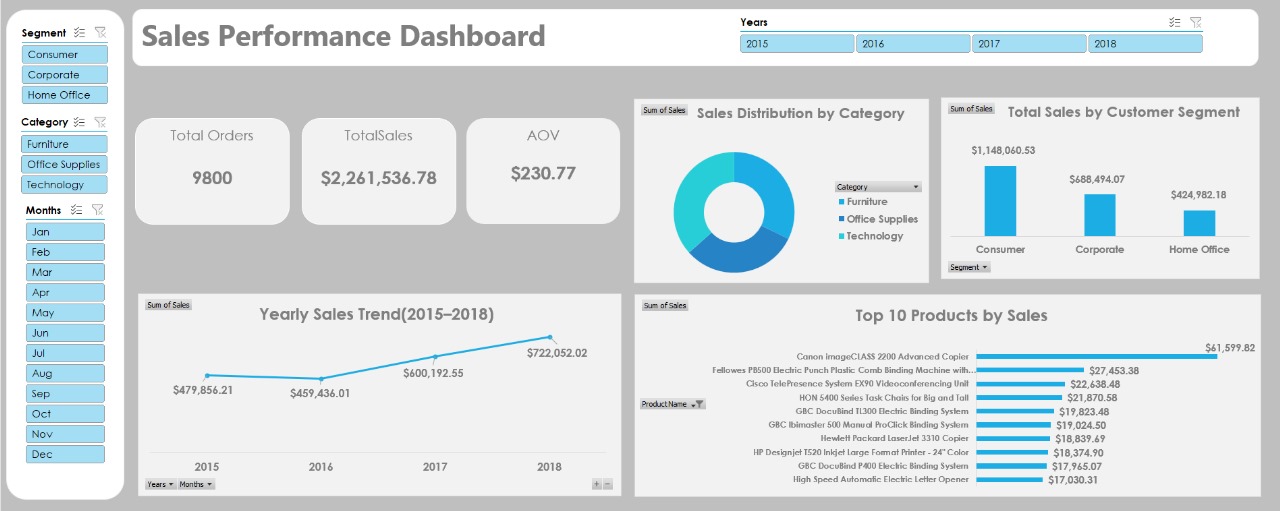 Segment
Consumer
Corporate
Home Office
Category
Furniture
Office Supplies
Technology
Months
Jan
Feb
Mar
Apr
May
Jun
Jul
Aug
Sep
Oct
Nov
Dec
Sales Performance Dashboard
Years
2015
2016
2017
2018
Total Orders
9800
TotalSales
$2,261,536.78
AOV
$230.77
Sum of Sales
Sales Distribution by Category
Category
Furniture
Office Supplies
Technology
Sum of Sales
Total Sales by Customer Segment
$1,148,060.53
$688,494.07
$424,982.18
Consumer
Corporate
Home Office
Segment
Sum of Sales
Yearly Sales Trend(2015–2018)
$479,856.21
$459,436.01
$600,192.55
$722,052.02
2015
2016
2017
2018
Years
Months
Sum of Sales
Top 10 Products by Sales
ProductName
Canon imageCLASS 2200 Advanced Copier $61,599.82
Fellowes PB500 Electric Punch Plastic Comb Binding Machine with... $27,453.38
Cisco TelePresence System EX90 Videoconferencing Unit $22,638.48
HON 5400 Series Task Chairs for Big and Tall $21,870.58
GBC DocuBind TL300 Electric Binding System $19,823.48
GBC Ibimaster 500 Manual ProClick Binding System $19,024.50
Hewlett Packard LaserJet 3310 Copier $18,839.69
HP Designjet T520 Inkjet Large Format Printer - 24" Color $18,374.90
GBC DocuBind P400 Electric Binding System $17,965.07
High Speed Automatic Electric Letter Opener $17,030.31